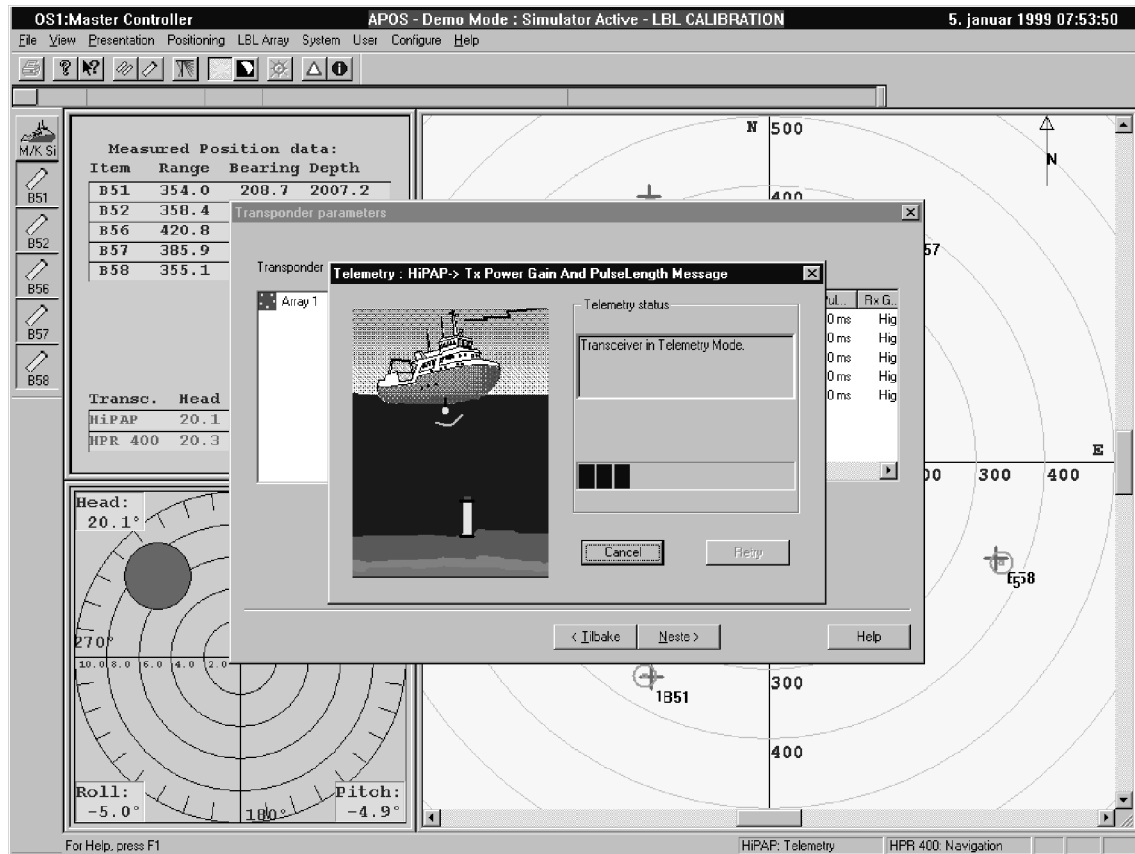 OS1:Master Controller APOS - Demo Mode : Simulator Active - LBL CALIBRATION 5. januar 1999 07:53:50
File View Presentation Positioning LBL Array System User Configure Help
M/K Si
B51
B52
B56
B57
B58
Measured Position data:
Item Range Bearing Depth
B51 354.0 208.7 2007.2
B52 358.4
B56 420.8
B57 385.9
B58 355.1
Transc. Head
HiPAP 20.1
HPR 400 20.3
Head:
20.1°
270°
10.0 8.0 6.0 4.0 2.0
180°
Roll:
-5.0°
Pitch:
-4.9°
N 500
N
400
57
E
300 400
B58
1B51
300
400
Transponder parameters
Transponder
Array 1
Rx G..
0 ms Hig
0 ms Hig
0 ms Hig
0 ms Hig
0 ms Hig
Telemetry : HiPAP-> Tx Power Gain And PulseLength Message
Telemetry status
Transceiver in Telemetry Mode.
Cancel Retry
< Tilbake Neste > Help
For Help, press F1 HiPAP: Telemetry HPR 400: Navigation